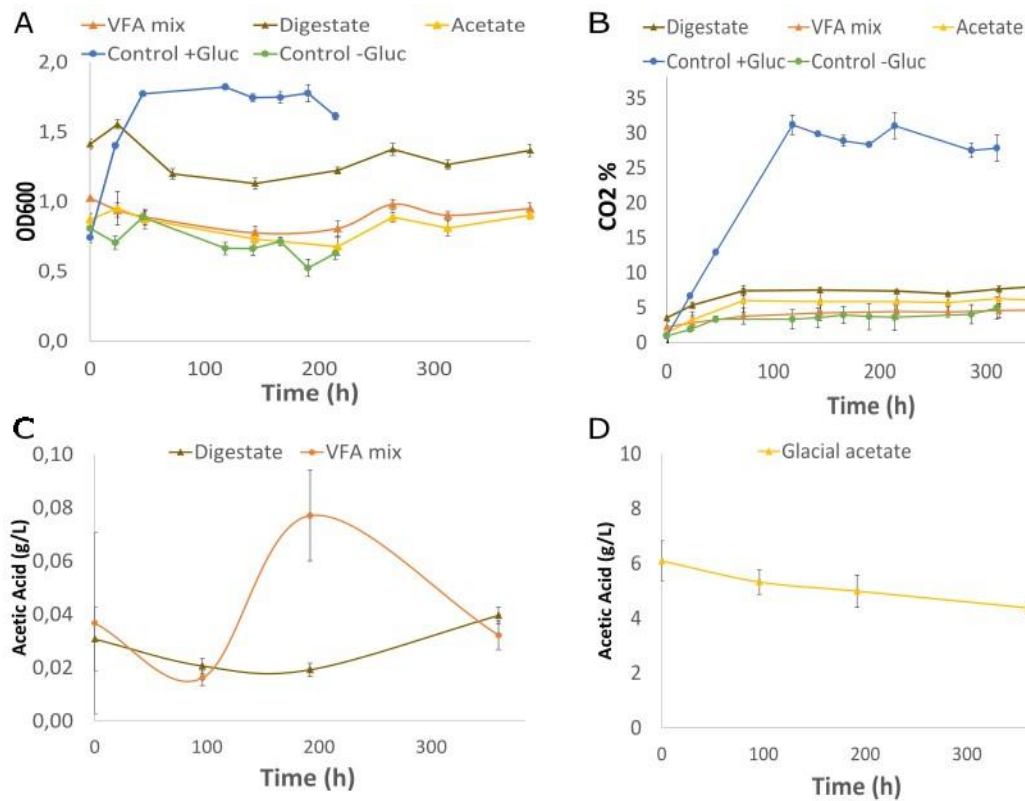 A
VFA mix Digestate Acetate
Control +Gluc Control -Gluc
2,0
1,5
1,0
0,5
0,0
OD600
0 100 200 300
Time (h)
B
Digestate VFA mix Acetate
Control +Gluc Control -Gluc
35
30
25
20
15
10
5
0
CO2 %
0 100 200 300
Time (h)
C
Digestate VFA mix
0,10
0,08
0,06
0,04
0,02
0,00
Acetic Acid (g/L)
0 100 200 300
Time (h)
D
Glacial acetate
10
8
6
4
2
0
Acetic Acid (g/L)
0 100 200 300
Time (h)